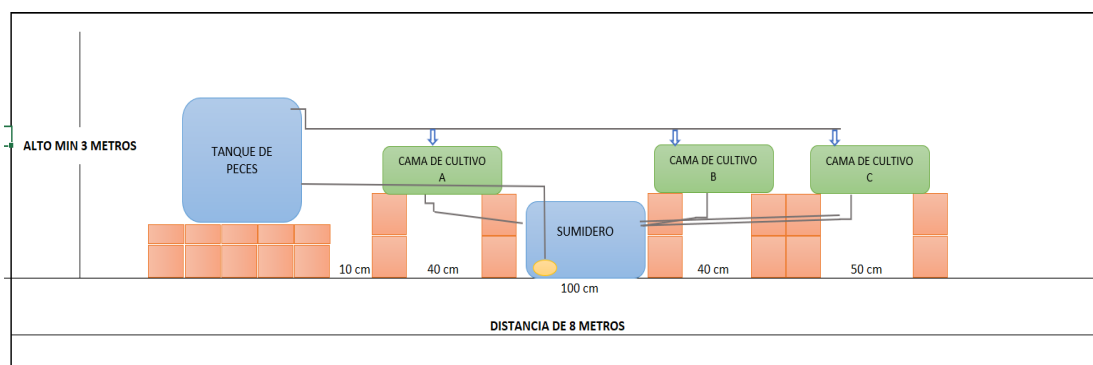 ALTO MIN 3 METROS
TANQUE DE
PECES
CAMA DE CULTIVO
A
CAMA DE CULTIVO
B
CAMA DE CULTIVO
C
SUMIDERO
10 cm
40 cm
40 cm
50 cm
100 cm
DISTANCIA DE 8 METROS